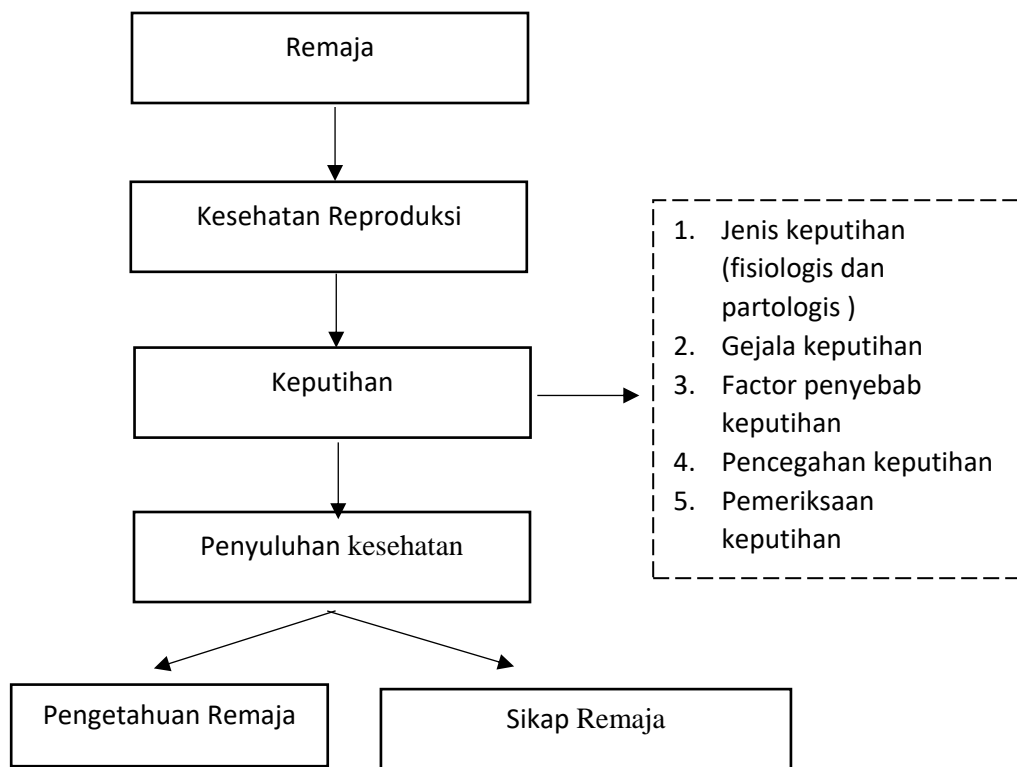 Remaja
Kesehatan Reproduksi
Keputihan
1. Jenis keputihan
(fisiologis dan
partologis )
2. Gejala keputihan
3. Factor penyebab
keputihan
4. Pencegahan keputihan
5. Pemeriksaan
keputihan
Penyuluhan kesehatan
Pengetahuan Remaja
Sikap Remaja